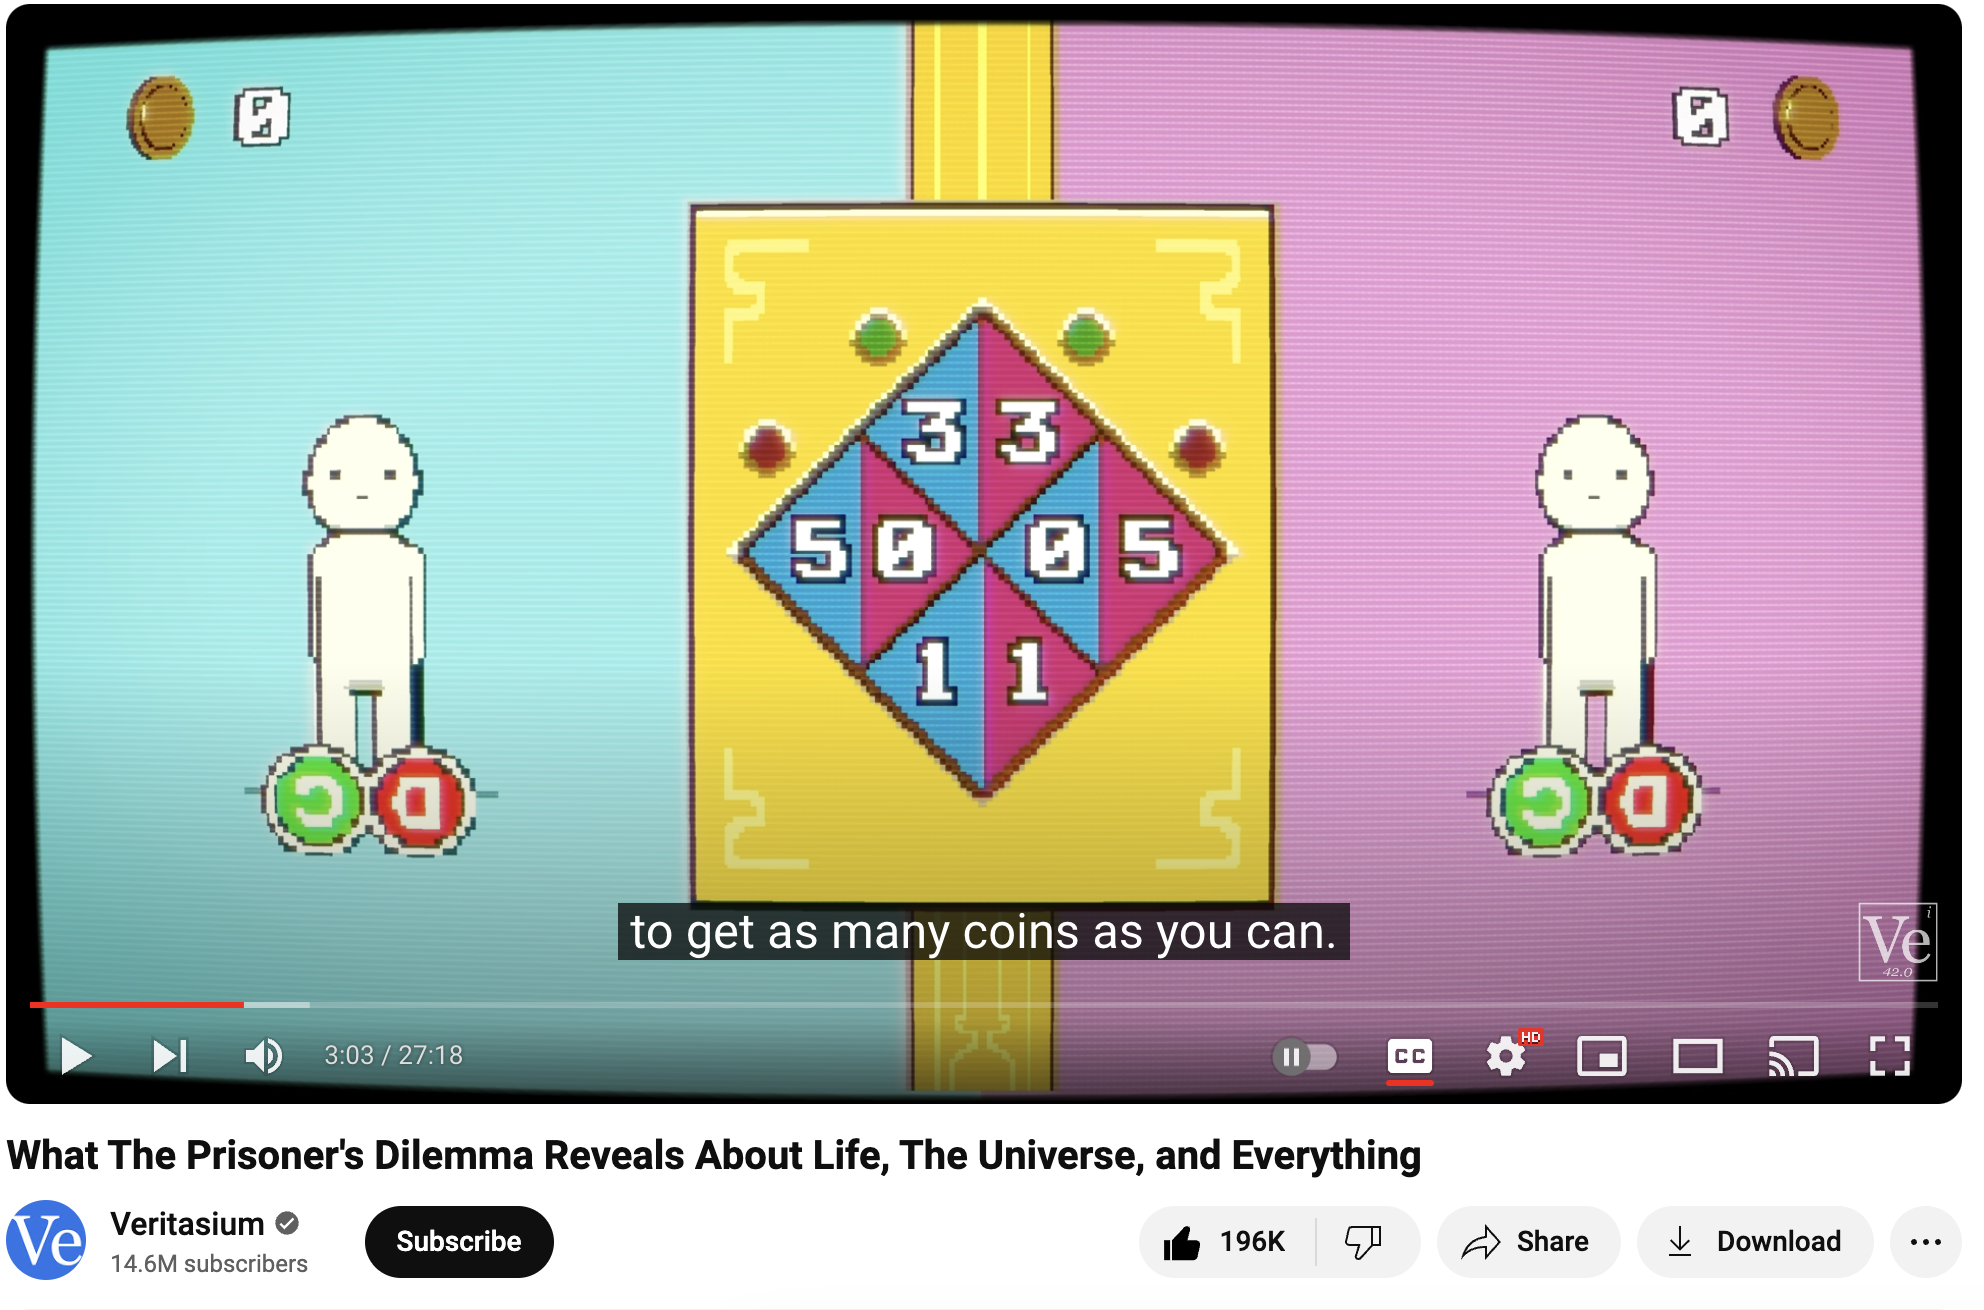 0 0
3 3
5 0 0 5
1 1
C D C D
to get as many coins as you can.
Ve
i
42.0
3:03 / 27:18
CC
HD
What The Prisoner's Dilemma Reveals About Life, The Universe, and Everything
Ve
Veritasium
14.6M subscribers
Subscribe
196K
Share
Download